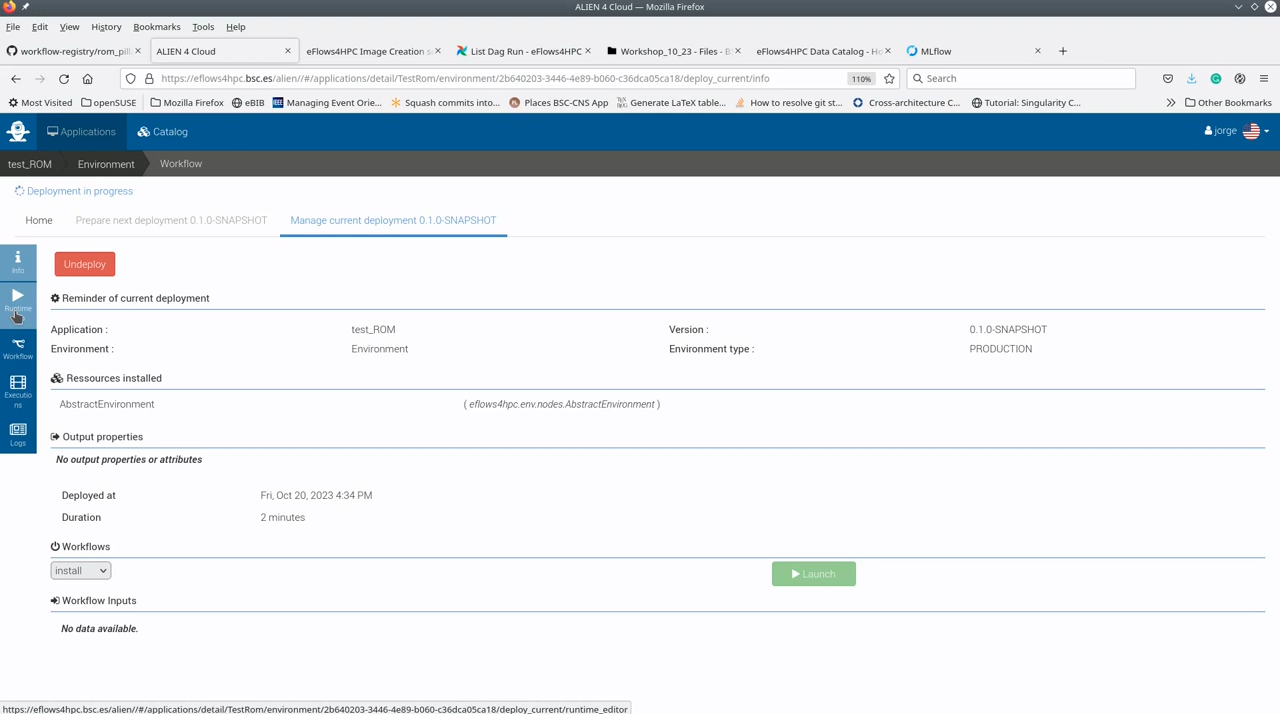 ALIEN 4 Cloud — Mozilla Firefox
File Edit View History Bookmarks Tools Help
workflow-registry/rom_pil ALIEN 4 Cloud eFlows4HPC Image Creation s List Dag Run - eFlows4HPC Workshop_10_23 - Files - B eFlows4HPC Data Catalog - Ho MLflow
https://eflows4hpc.bsc.es/alien//#/applications/detail/TestRom/environment/2b640203-3446-4e89-b060-c36dca05ca18/deploy_current/info 110% Search
Most Visited openSUSE Mozilla Firefox eBIB Managing Event Orie... Squash commits into... Places BSC-CNS App Generate LaTeX table... How to resolve git st... Cross-architecture C... Tutorial: Singularity C... Other Bookmarks
Applications Catalog jorge
test_ROM Environment Workflow
Deployment in progress
Home Prepare next deployment 0.1.0-SNAPSHOT Manage current deployment 0.1.0-SNAPSHOT
Info
Runtime
Workflow
Executio
ns
Logs
Undeploy
Reminder of current deployment
Application : test_ROM Version : 0.1.0-SNAPSHOT
Environment : Environment Environment type : PRODUCTION
Ressources installed
AbstractEnvironment ( eflows4hpc.env.nodes.AbstractEnvironment )
Output properties
No output properties or attributes
Deployed at Fri, Oct 20, 2023 4:34 PM
Duration 2 minutes
Workflows
install Launch
Workflow Inputs
No data available.
https://eflows4hpc.bsc.es/alien//#/applications/detail/TestRom/environment/2b640203-3446-4e89-b060-c36dca05ca18/deploy_current/runtime_editor